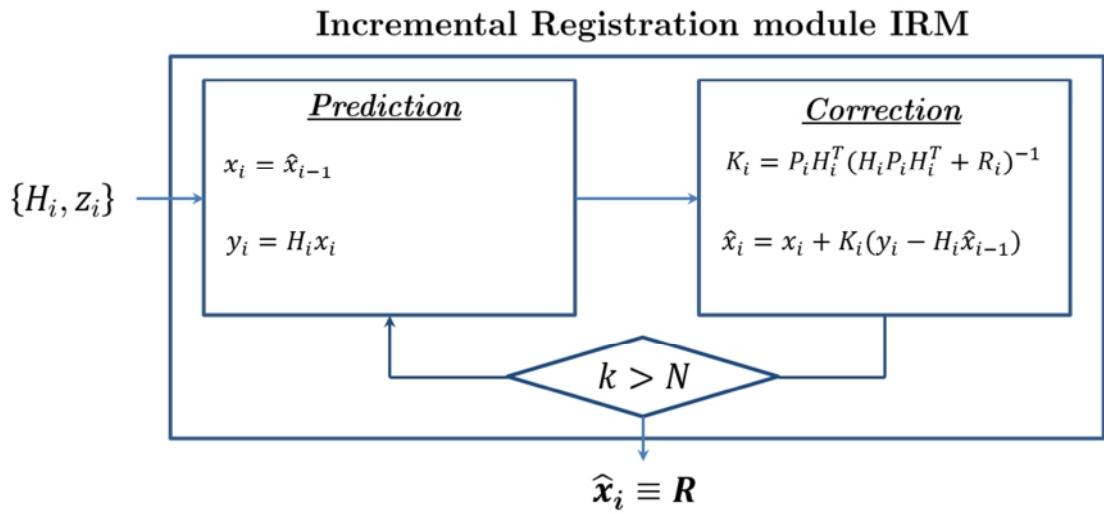 Incremental Registration module IRM
Prediction
x_i = x̂_{i-1}
y_i = H_i x_i
{H_i, z_i}
Correction
K_i = P_i H_i^T (H_i P_i H_i^T + R_i)^{-1}
x̂_i = x_i + K_i(y_i − H_i x̂_{i-1})
k > N
x̂_i ≡ R